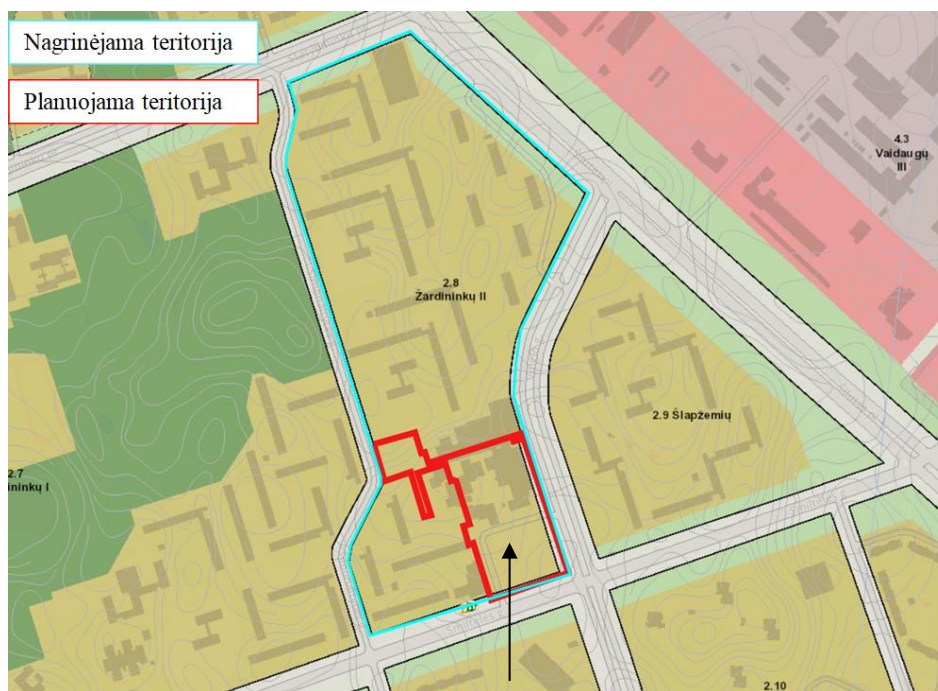 Nagrinėjama teritorija
Planuojama teritorija
4.3
Vaidaugų
III
2.8
Žardininkų II
2.9 Šlapžemių
2.7
ininkų I
2.10